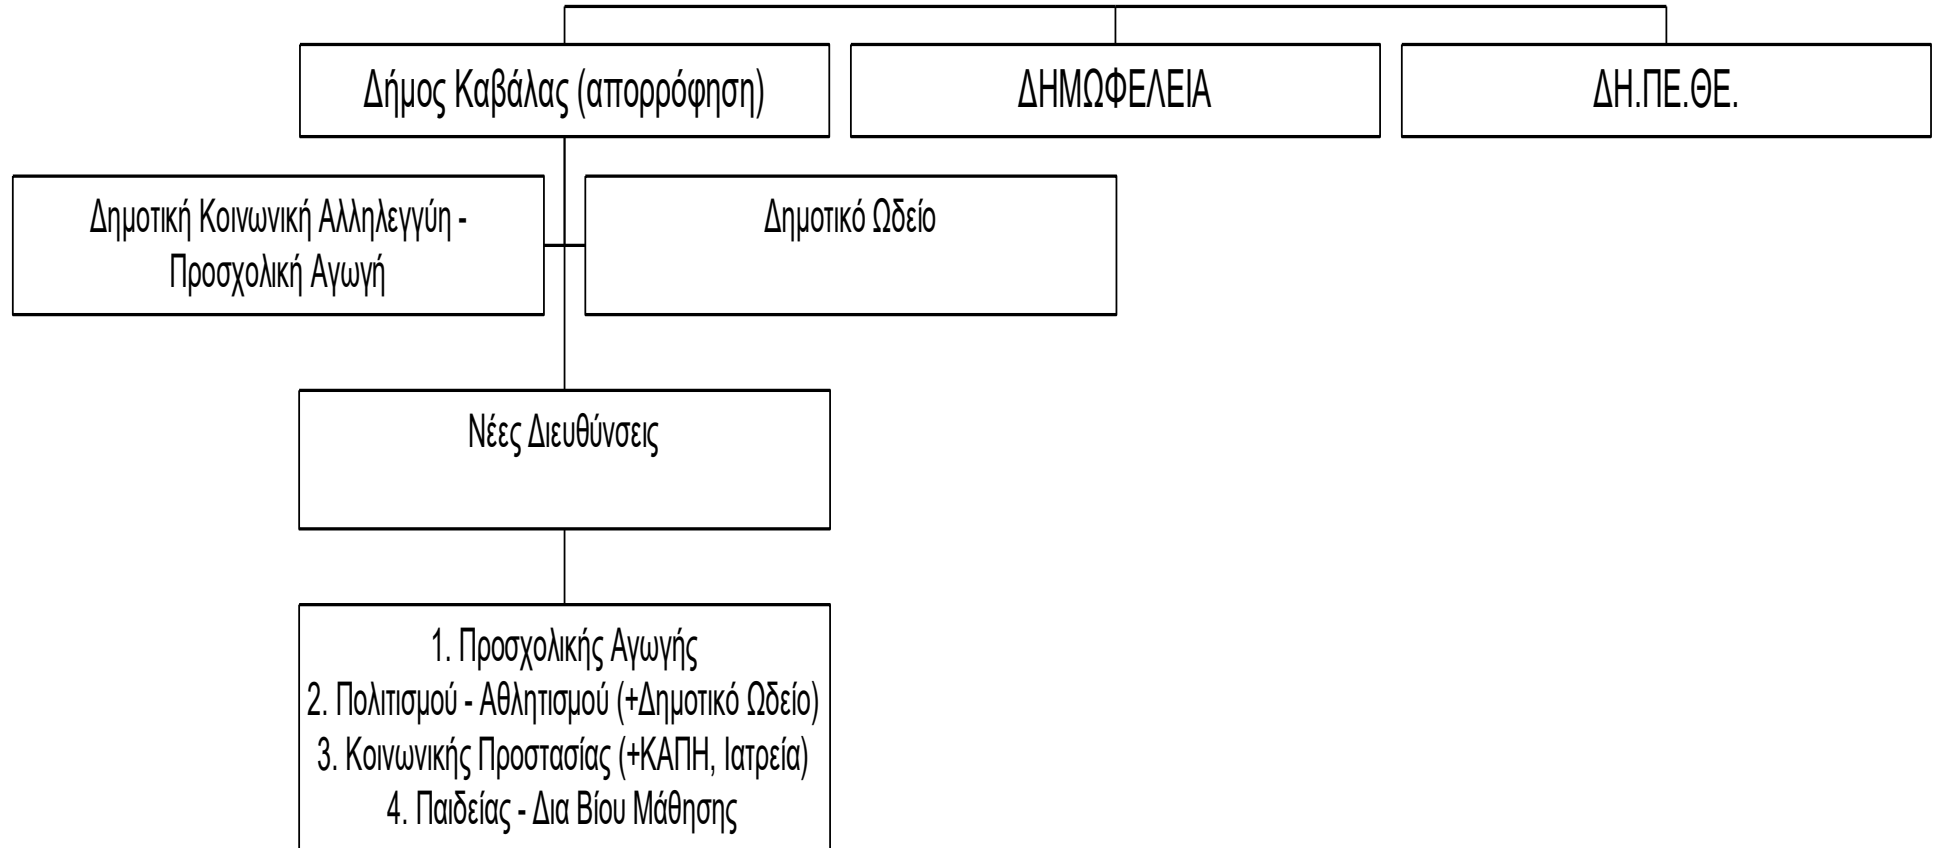 Δήμος Καβάλας (απορρόφηση)
ΔΗΜΩΦΕΛΕΙΑ
ΔΗ.ΠΕ.ΘΕ.
Δημοτική Κοινωνική Αλληλεγγύη -
Προσχολική Αγωγή
Δημοτικό Ωδείο
Νέες Διευθύνσεις
1. Προσχολικής Αγωγής
2. Πολιτισμού - Αθλητισμού (+Δημοτικό Ωδείο)
3. Κοινωνικής Προστασίας (+ΚΑΠΗ, Ιατρεία)
4. Παιδείας - Δια Βίου Μάθησης